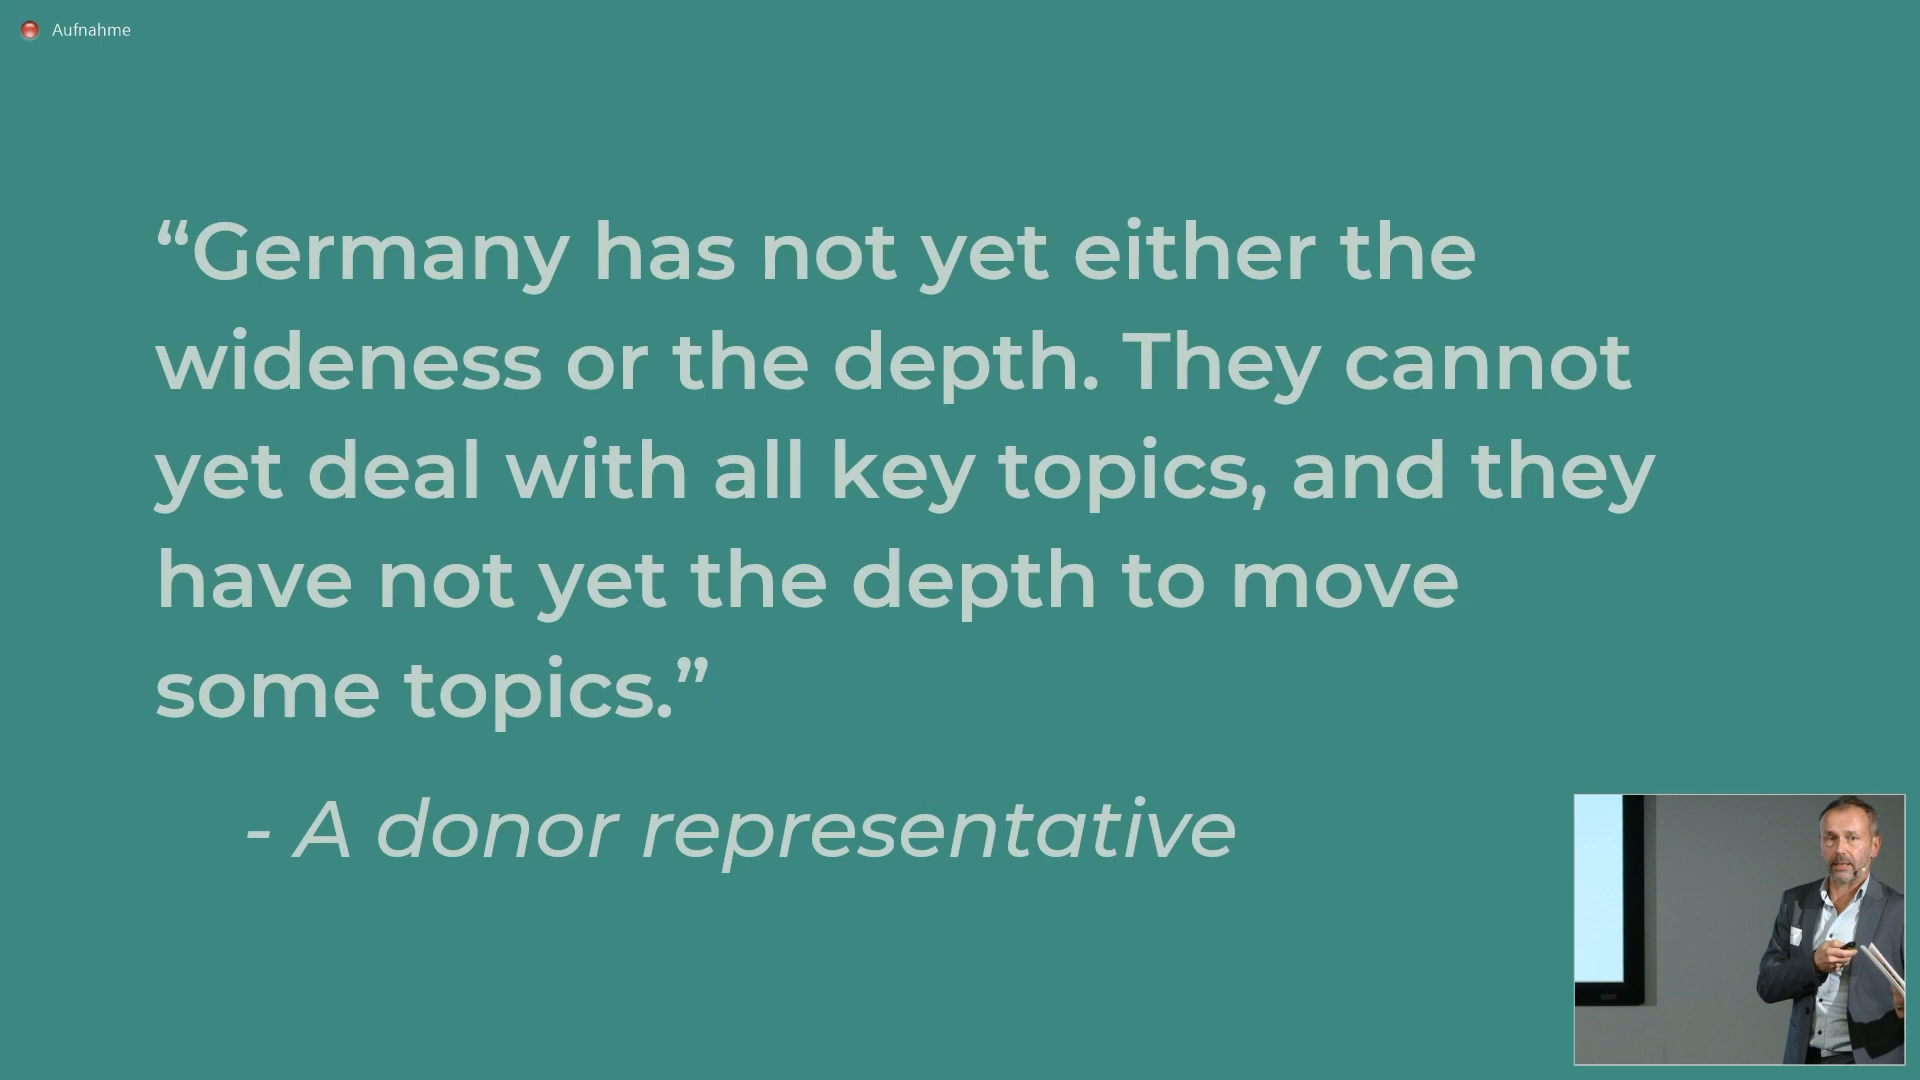 Aufnahme
“Germany has not yet either the
wideness or the depth. They cannot
yet deal with all key topics, and they
have not yet the depth to move
some topics.”
- A donor representative